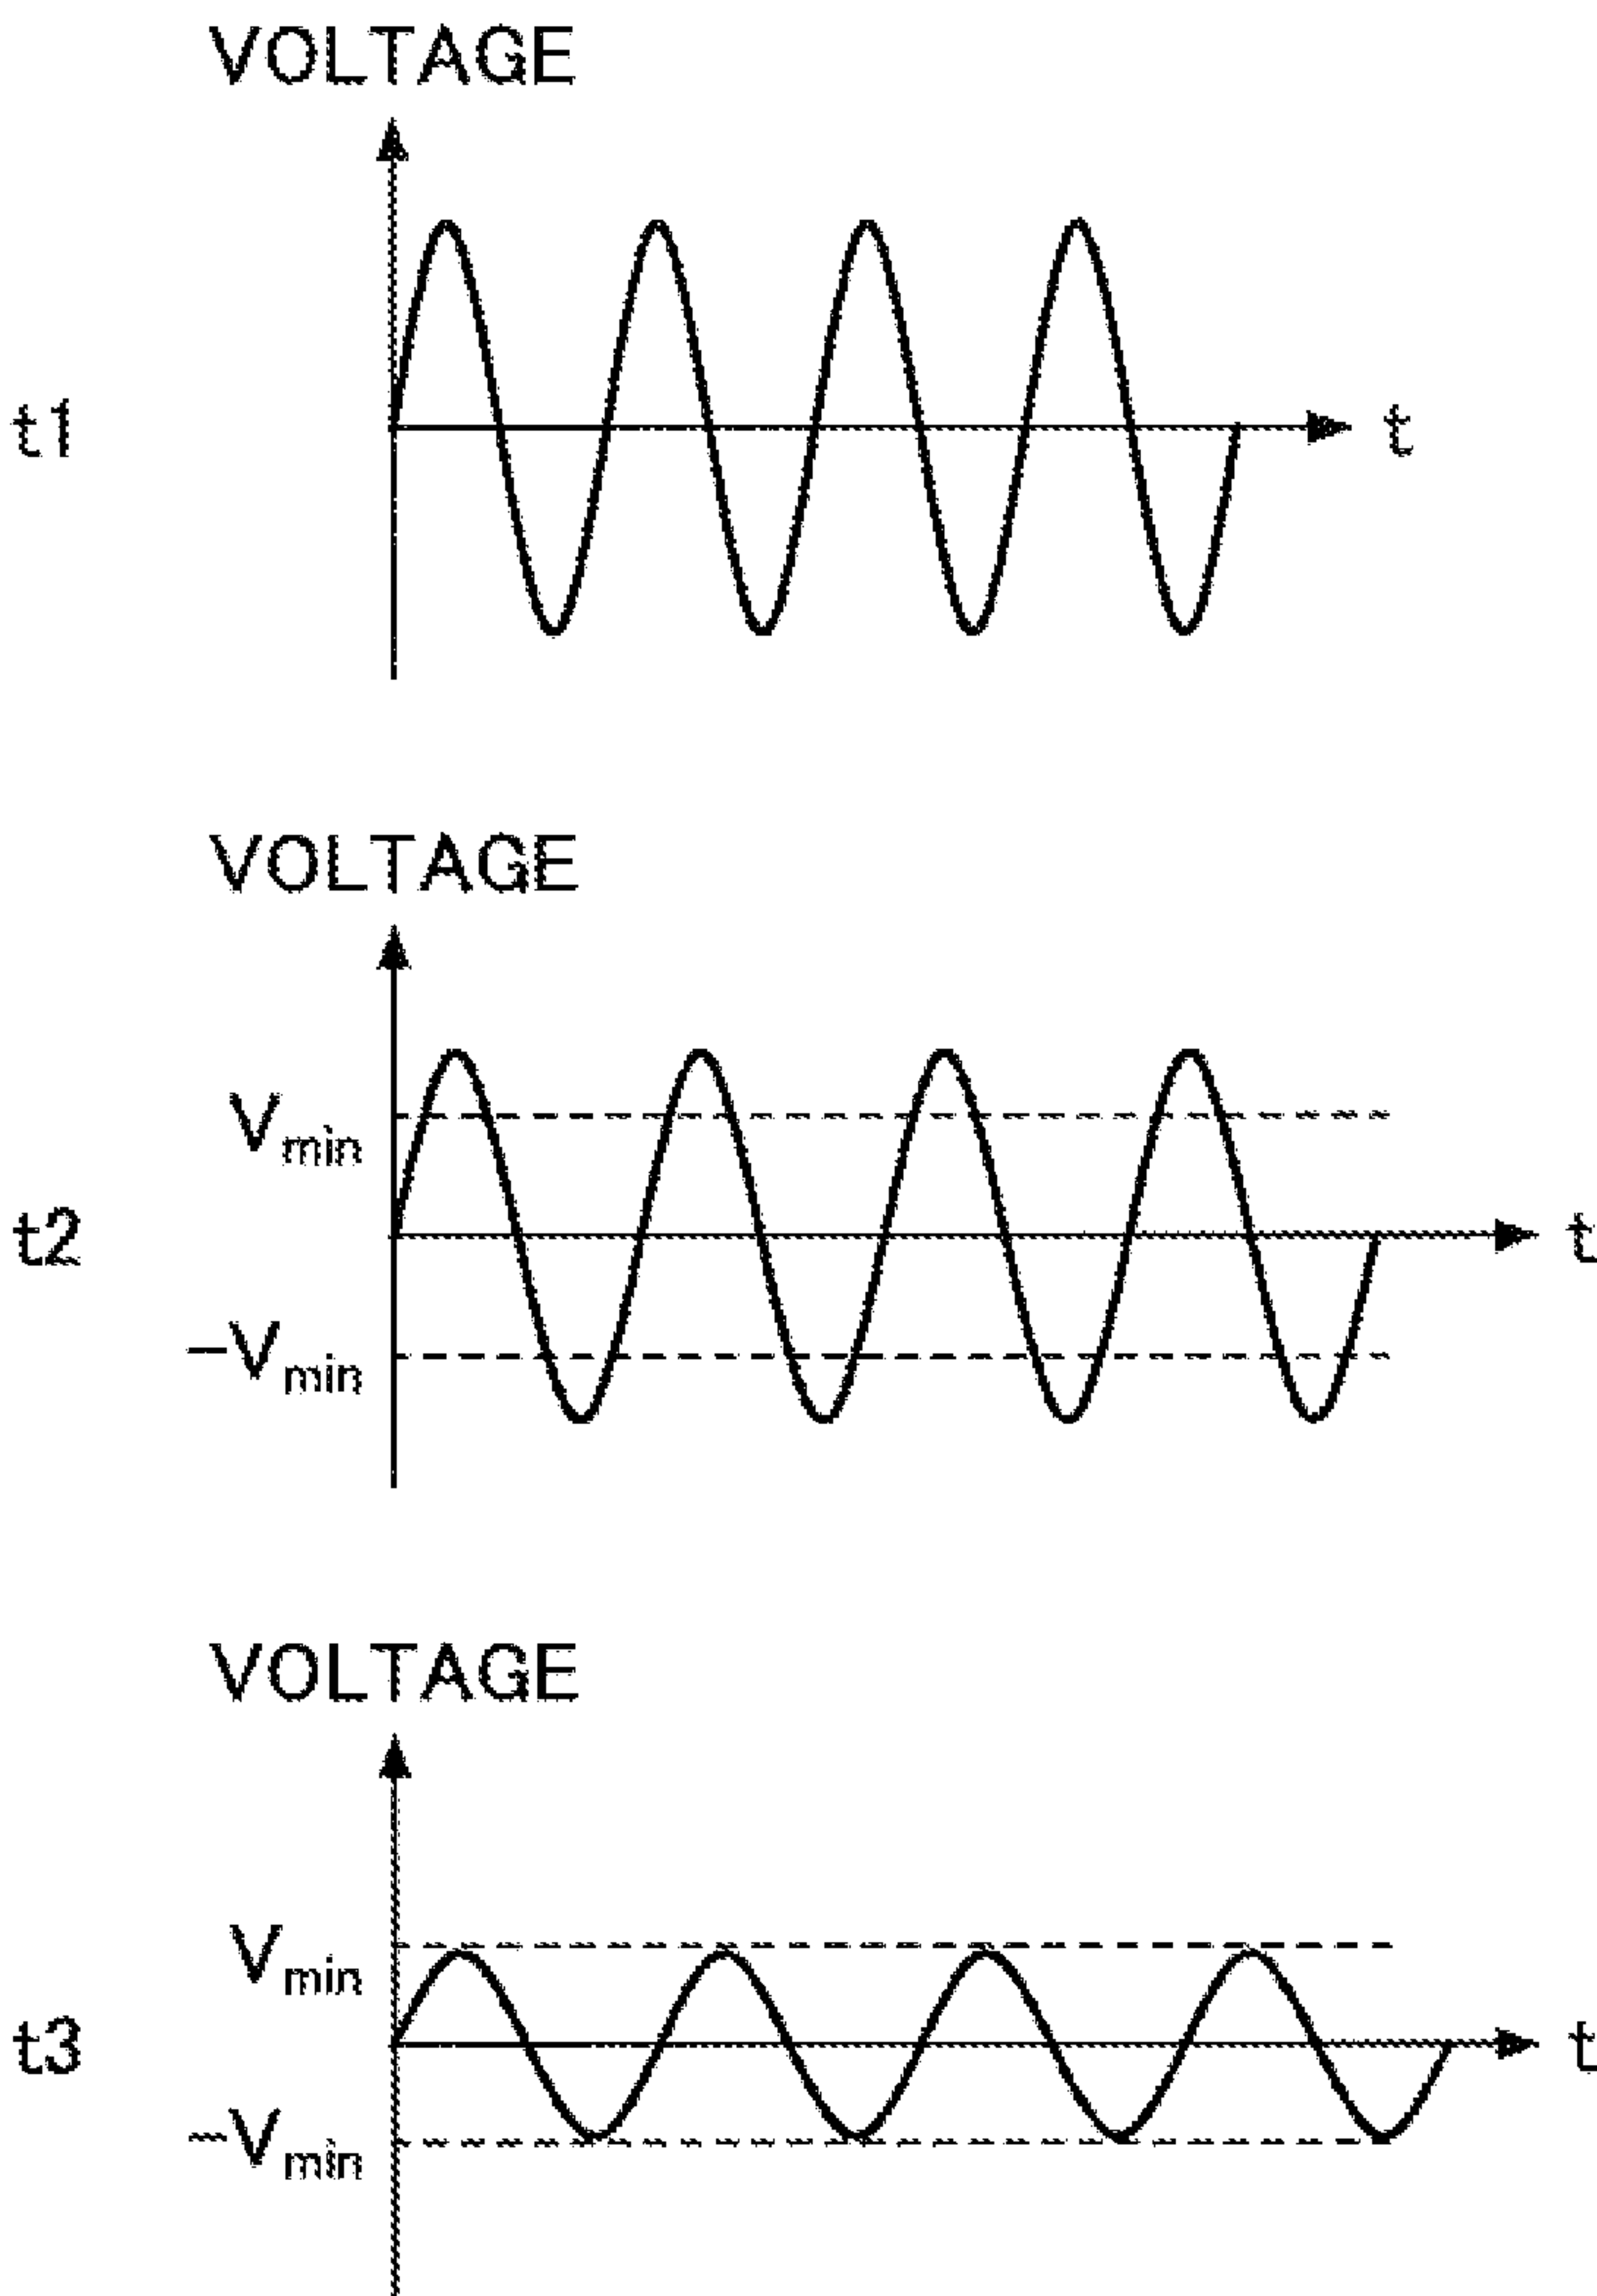 VOLTAGE
t1
t
VOLTAGE
Vmin
t2
t
-Vmin
VOLTAGE
Vmin
t3
t
-Vmin